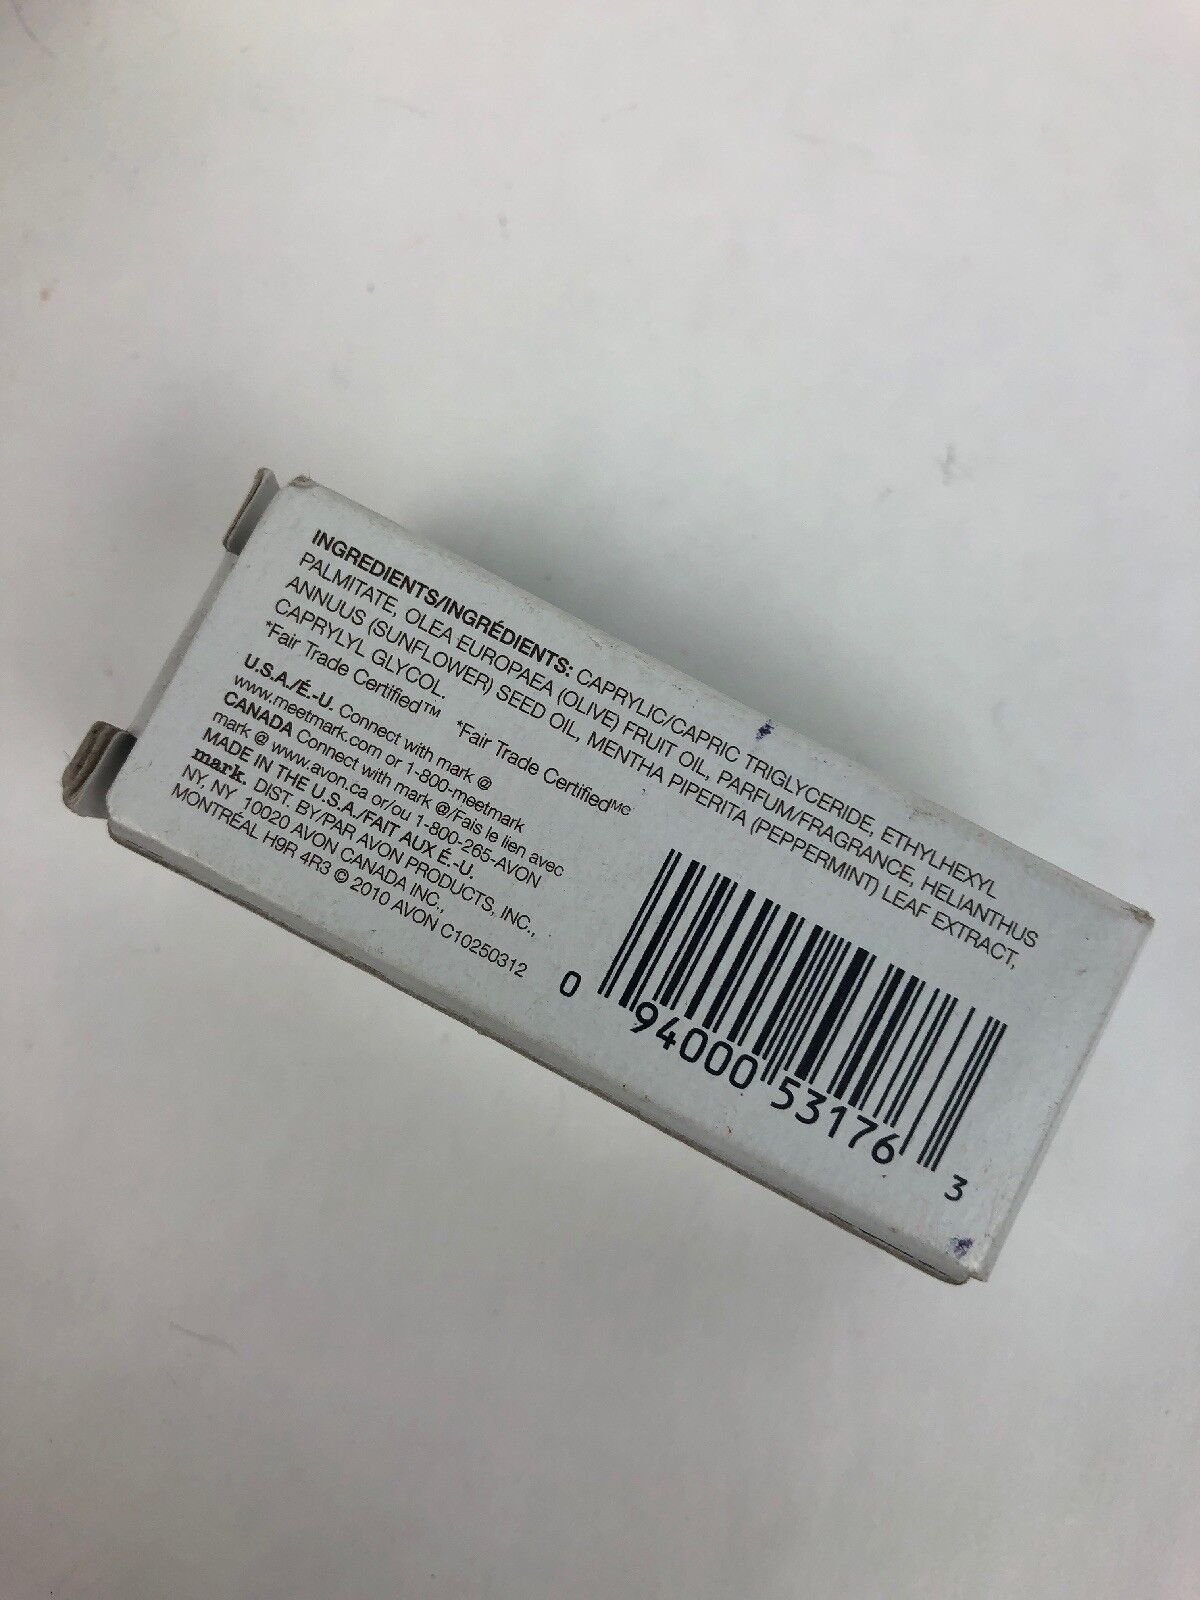 INGREDIENTS/INGRÉDIENTS: CAPRYLIC/CAPRIC TRIGLYCERIDE, ETHYLHEXYL
PALMITATE, OLEA EUROPAEA (OLIVE) FRUIT OIL, PARFUM/FRAGRANCE, HELIANTHUS
ANNUUS (SUNFLOWER) SEED OIL, MENTHA PIPERITA (PEPPERMINT) LEAF EXTRACT,
CAPRYLYL GLYCOL.
*Fair Trade Certified™ *Fair Trade Certifiedᴹᶜ
U.S.A./É.-U. Connect with mark @
www.meetmark.com or 1-800-meetmark
CANADA Connect with mark @/Fais le lien avec
mark @ www.avon.ca or/ou 1-800-265-AVON
MADE IN THE U.S.A./FAIT AUX É.-U.
mark. DIST. BY/PAR AVON PRODUCTS, INC.,
NY, NY 10020 AVON CANADA INC.,
MONTRÉAL H9R 4R3 © 2010 AVON C10250312
0 94000 53176 3